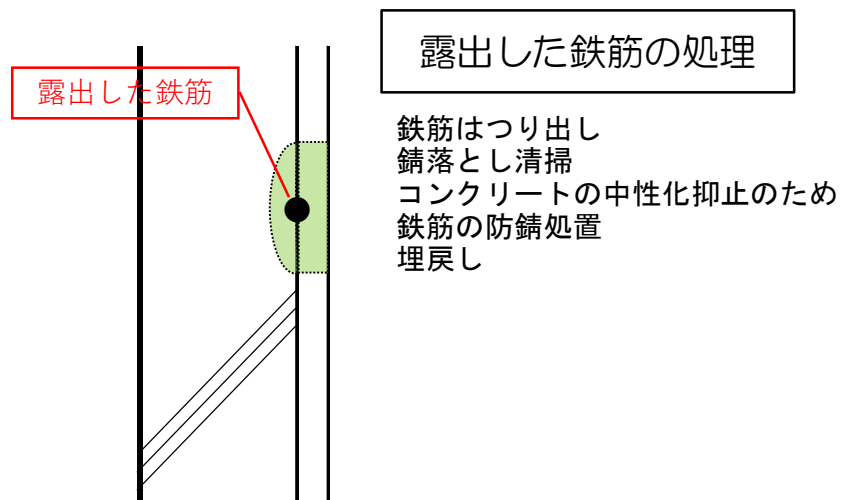 露出した鉄筋の処理
露出した鉄筋
鉄筋はつり出し
錆落とし清掃
コンクリートの中性化抑止のため
鉄筋の防錆処置
埋戻し